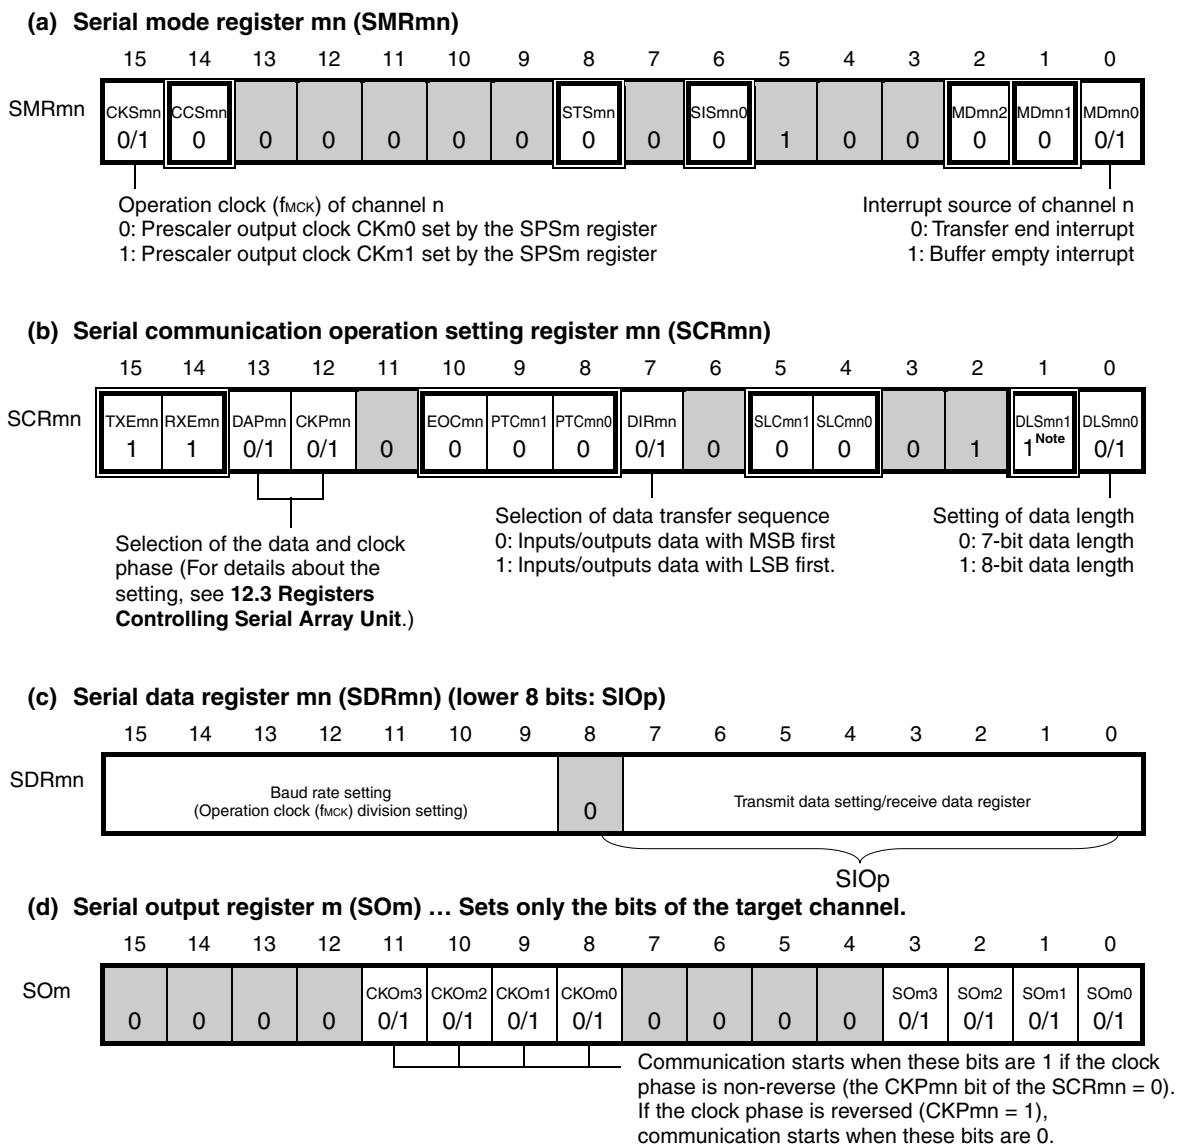 (a) Serial mode register mn (SMRmn)
15 14 13 12 11 10 9 8 7 6 5 4 3 2 1 0
SMRmn
CKSmn CCSmn STSmn SISmn0 MDmn2 MDmn1 MDmn0
0/1 0 0 0 0 0 0 0 0 0 1 0 0 0 0 0/1
Operation clock (fMCK) of channel n
0: Prescaler output clock CKm0 set by the SPSm register
1: Prescaler output clock CKm1 set by the SPSm register
Interrupt source of channel n
0: Transfer end interrupt
1: Buffer empty interrupt
(b) Serial communication operation setting register mn (SCRmn)
15 14 13 12 11 10 9 8 7 6 5 4 3 2 1 0
SCRmn
TXEmn RXEmn DAPmn CKPmn EOCmn PTCmn1 PTCmn0 DIRmn SLCmn1 SLCmn0 DLSmn1 DLSmn0
1 1 0/1 0/1 0 0 0 0 0/1 0 0 0 0 1 1Note 0/1
Selection of the data and clock
phase (For details about the
setting, see 12.3 Registers
Controlling Serial Array Unit.)
Selection of data transfer sequence
0: Inputs/outputs data with MSB first
1: Inputs/outputs data with LSB first.
Setting of data length
0: 7-bit data length
1: 8-bit data length
(c) Serial data register mn (SDRmn) (lower 8 bits: SIOp)
15 14 13 12 11 10 9 8 7 6 5 4 3 2 1 0
SDRmn
Baud rate setting
(Operation clock (fMCK) division setting)
0
Transmit data setting/receive data register
SIOp
(d) Serial output register m (SOm) … Sets only the bits of the target channel.
15 14 13 12 11 10 9 8 7 6 5 4 3 2 1 0
SOm
CKOm3 CKOm2 CKOm1 CKOm0 SOm3 SOm2 SOm1 SOm0
0 0 0 0 0/1 0/1 0/1 0/1 0 0 0 0 0/1 0/1 0/1 0/1
Communication starts when these bits are 1 if the clock
phase is non-reverse (the CKPmn bit of the SCRmn = 0).
If the clock phase is reversed (CKPmn = 1),
communication starts when these bits are 0.